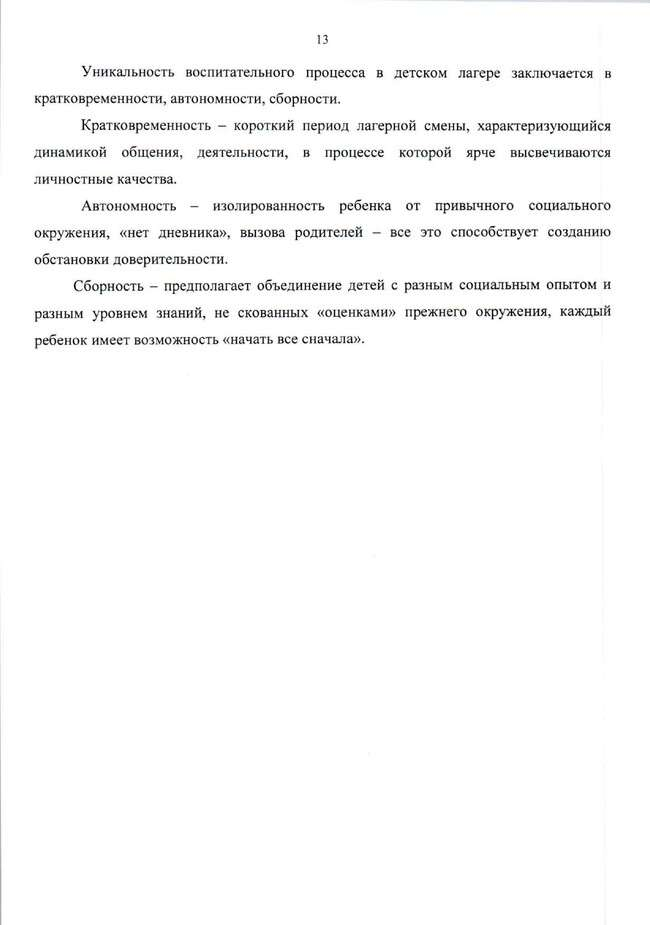 13
Уникальность воспитательного процесса в детском лагере заключается в
кратковременности, автономности, сборности.
Кратковременность – короткий период лагерной смены, характеризующийся
динамикой общения, деятельности, в процессе которой ярче высвечиваются
личностные качества.
Автономность – изолированность ребенка от привычного социального
окружения, «нет дневника», вызова родителей – все это способствует созданию
обстановки доверительности.
Сборность – предполагает объединение детей с разным социальным опытом и
разным уровнем знаний, не скованных «оценками» прежнего окружения, каждый
ребенок имеет возможность «начать все сначала».